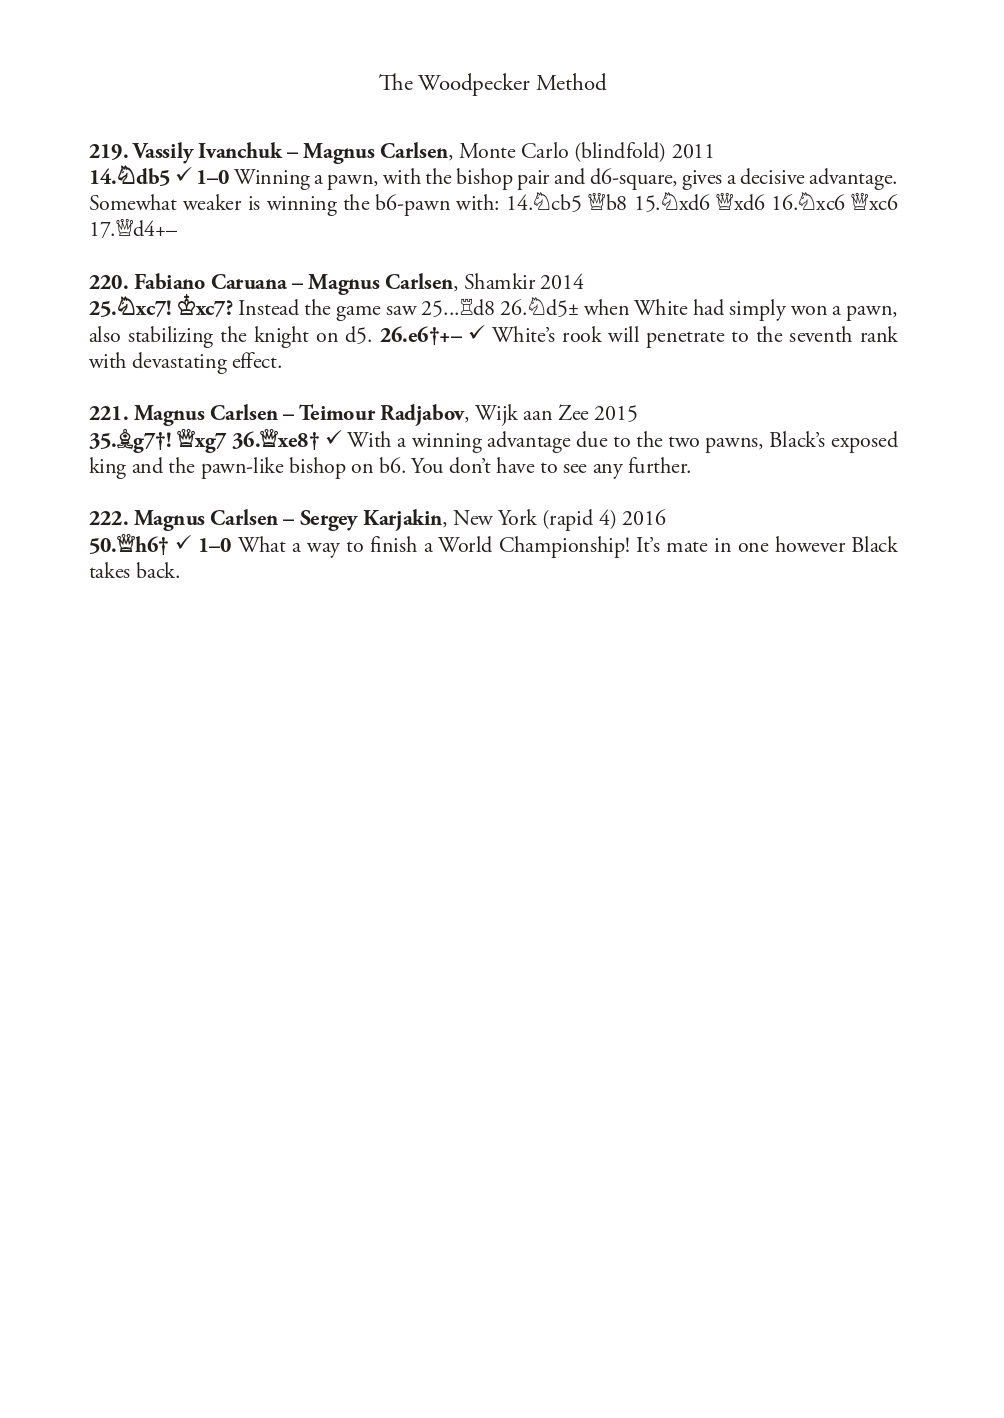 The Woodpecker Method
219. Vassily Ivanchuk – Magnus Carlsen, Monte Carlo (blindfold) 2011
14.♘db5 ✓ 1–0 Winning a pawn, with the bishop pair and d6-square, gives a decisive advantage.
Somewhat weaker is winning the b6-pawn with: 14.♘cb5 ♕b8 15.♘xd6 ♕xd6 16.♘xc6 ♕xc6
17.♕d4+–
220. Fabiano Caruana – Magnus Carlsen, Shamkir 2014
25.♘xc7! ♔xc7? Instead the game saw 25...♖d8 26.♘d5± when White had simply won a pawn,
also stabilizing the knight on d5. 26.e6†+– ✓ White’s rook will penetrate to the seventh rank
with devastating effect.
221. Magnus Carlsen – Teimour Radjabov, Wijk aan Zee 2015
35.♗g7†! ♕xg7 36.♕xe8† ✓ With a winning advantage due to the two pawns, Black’s exposed
king and the pawn-like bishop on b6. You don’t have to see any further.
222. Magnus Carlsen – Sergey Karjakin, New York (rapid 4) 2016
50.♕h6† ✓ 1–0 What a way to finish a World Championship! It’s mate in one however Black
takes back.